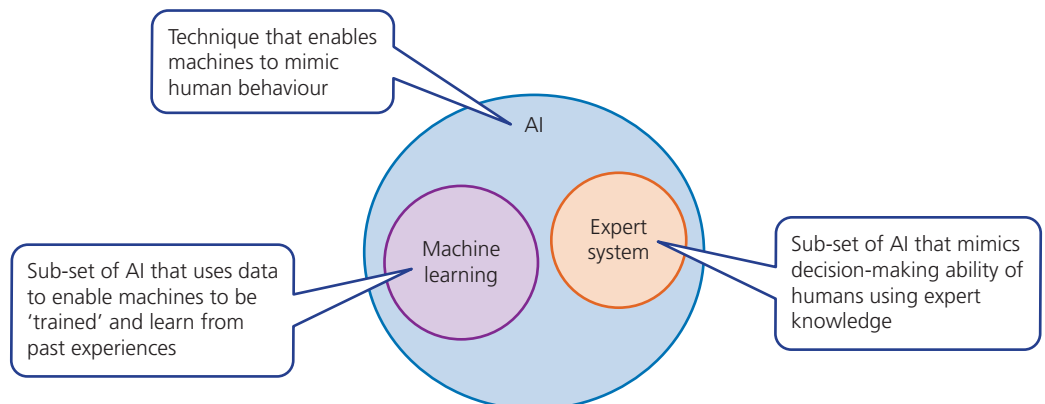 Technique that enables
machines to mimic
human behaviour
AI
Machine
learning
Expert
system
Sub-set of AI that uses data
to enable machines to be
‘trained’ and learn from
past experiences
Sub-set of AI that mimics
decision-making ability of
humans using expert
knowledge